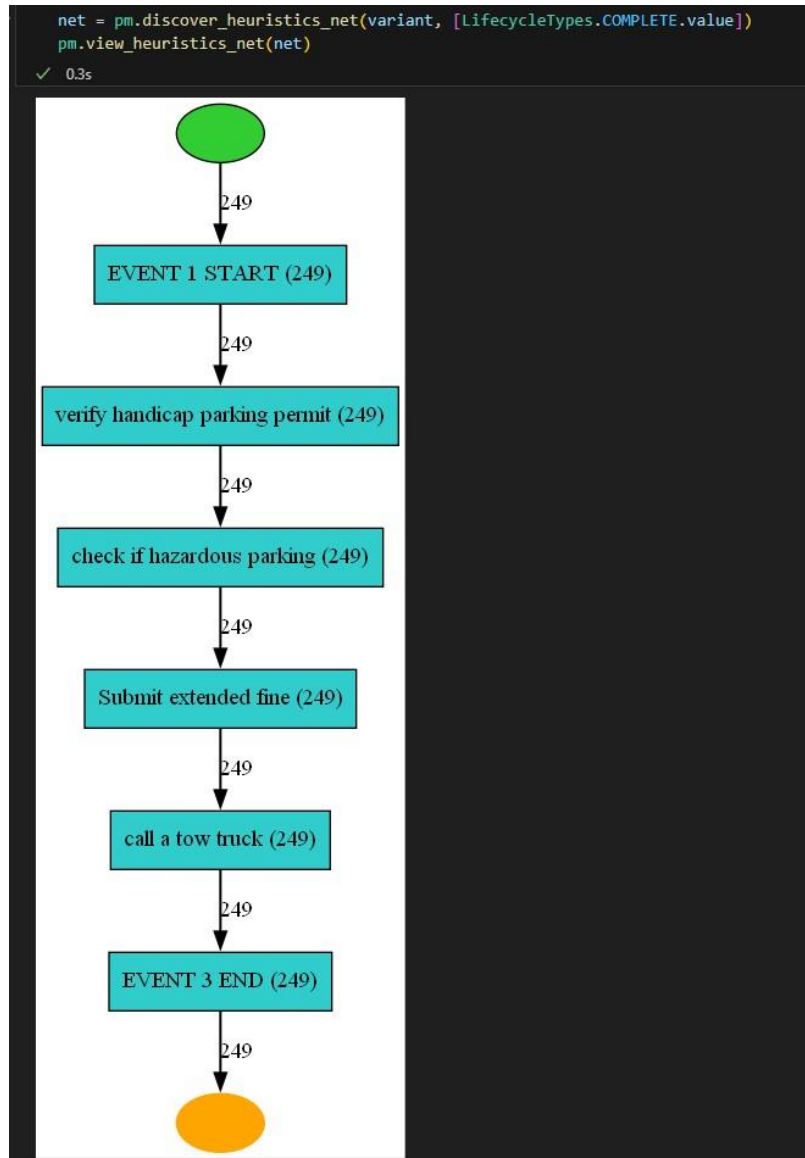 net = pm.discover_heuristics_net(variant, [LifecycleTypes.COMPLETE.value])
pm.view_heuristics_net(net)
✓ 0.3s
249
EVENT 1 START (249)
249
verify handicap parking permit (249)
249
check if hazardous parking (249)
249
Submit extended fine (249)
249
call a tow truck (249)
249
EVENT 3 END (249)
249